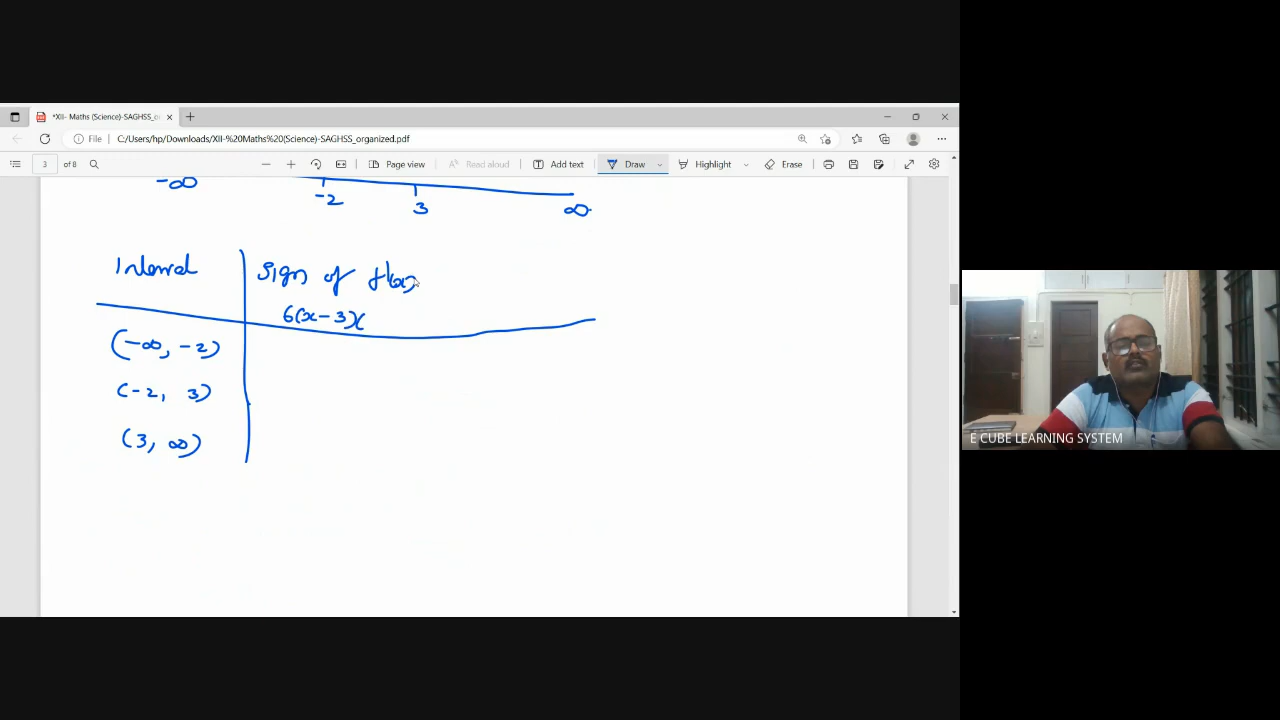 *XII- Maths (Science)-SAGHSS_o
File C:/Users/hp/Downloads/XII-%20Maths%20(Science)-SAGHSS_organized.pdf
3 of 8 Page view Read aloud Add text Draw Highlight Erase
-∞ -2 3 ∞
Interval Sign of f'(x)
6(x-3)(
(-∞, -2)
(-2, 3)
(3, ∞)
E CUBE LEARNING SYSTEM